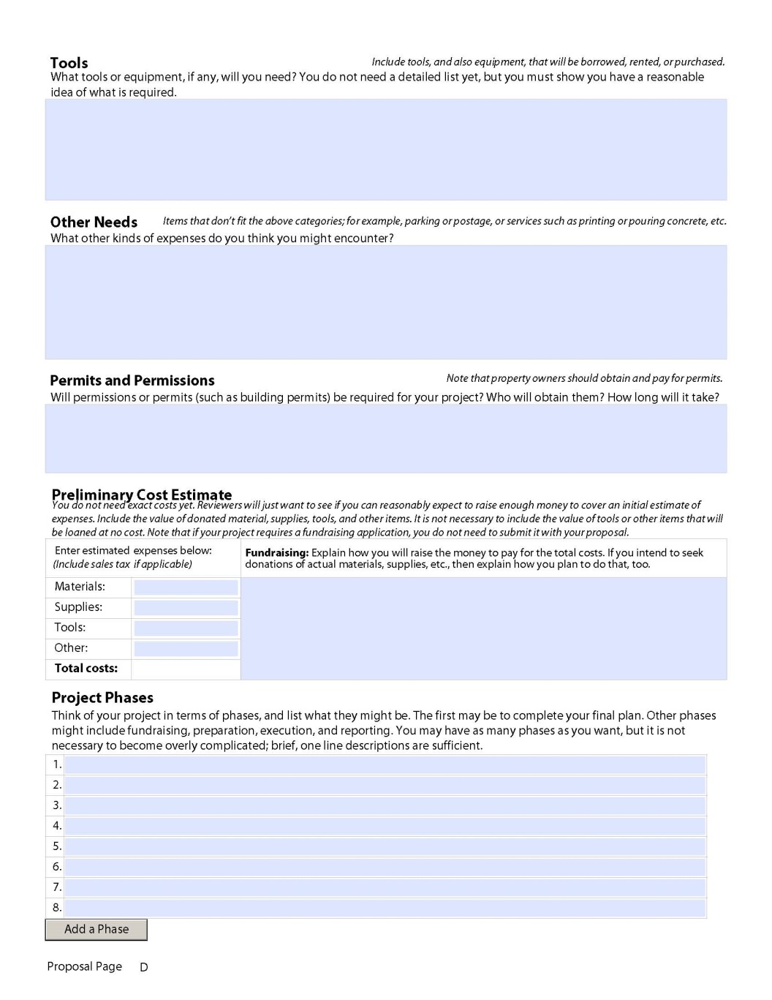 Tools
Include tools, and also equipment, that will be borrowed, rented, or purchased.
What tools or equipment, if any, will you need? You do not need a detailed list yet, but you must show you have a reasonable
idea of what is required.
Other Needs
Items that don't fit the above categories; for example, parking or postage, or services such as printing or pouring concrete, etc.
What other kinds of expenses do you think you might encounter?
Permits and Permissions
Note that property owners should obtain and pay for permits.
Will permissions or permits (such as building permits) be required for your project? Who will obtain them? How long will it take?
Preliminary Cost Estimate
You do not need exact costs yet. Reviewers will just want to see if you can reasonably expect to raise enough money to cover an initial estimate of
expenses. Include the value of donated material, supplies, tools, and other items. It is not necessary to include the value of tools or other items that will
be loaned at no cost. Note that if your project requires a fundraising application, you do not need to submit it with your proposal.
Enter estimated expenses below:
(Include sales tax if applicable)
Fundraising: Explain how you will raise the money to pay for the total costs. If you intend to seek
donations of actual materials, supplies, etc., then explain how you plan to do that, too.
Materials:
Supplies:
Tools:
Other:
Total costs:
Project Phases
Think of your project in terms of phases, and list what they might be. The first may be to complete your final plan. Other phases
might include fundraising, preparation, execution, and reporting. You may have as many phases as you want, but it is not
necessary to become overly complicated; brief, one line descriptions are sufficient.
1.
2.
3.
4.
5.
6.
7.
8.
Add a Phase
Proposal Page D